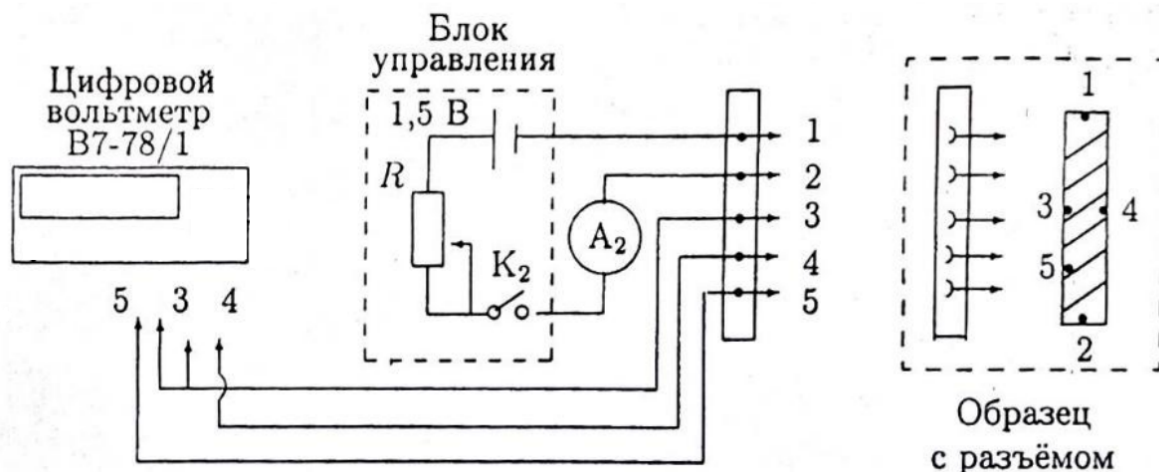 Блок
управления
Цифровой
вольтметр
В7-78/1
1,5 В
R
K₂
A₂
5 3 4
1
2
3
4
5
1
3
4
5
2
Образец
с разъёмом